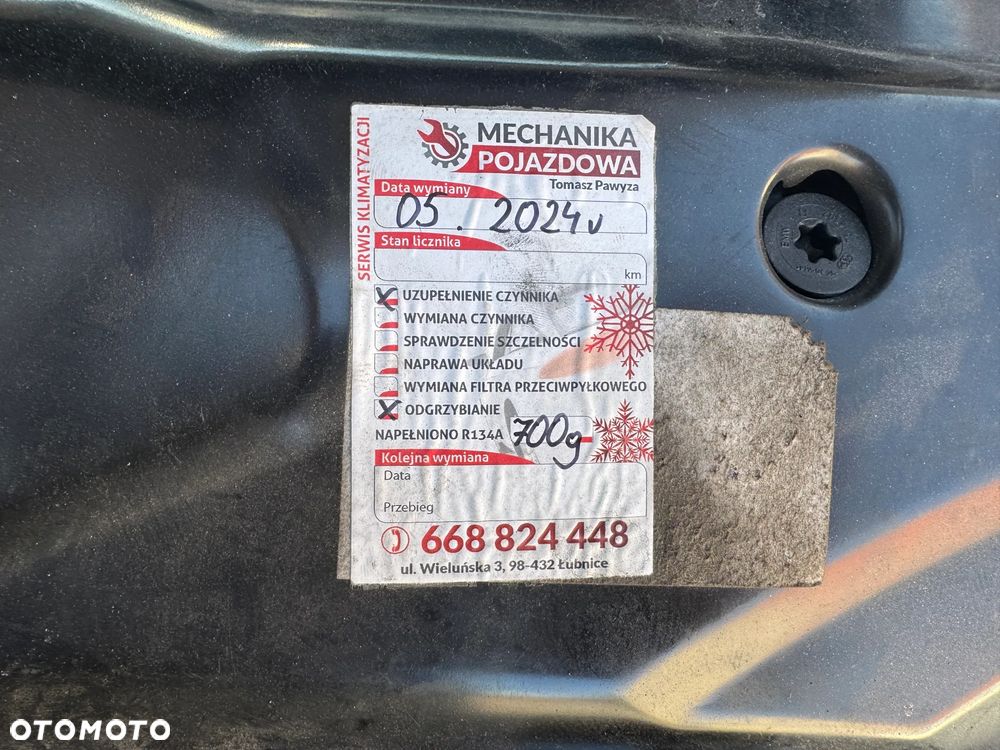 SERWIS KLIMATYZACJI
MECHANIKA
POJAZDOWA
Tomasz Pawyza
Data wymiany
05. 2024
Stan licznika
km
X UZUPEŁNIENIE CZYNNIKA
WYMIANA CZYNNIKA
SPRAWDZENIE SZCZELNOŚCI
NAPRAWA UKŁADU
WYMIANA FILTRA PRZECIWPYŁKOWEGO
X ODGRZYBIANIE
NAPEŁNIONO R134A 700g
Kolejna wymiana
Data
Przebieg
668 824 448
ul. Wieluńska 3, 98-432 Łubnice
OTOMOTO